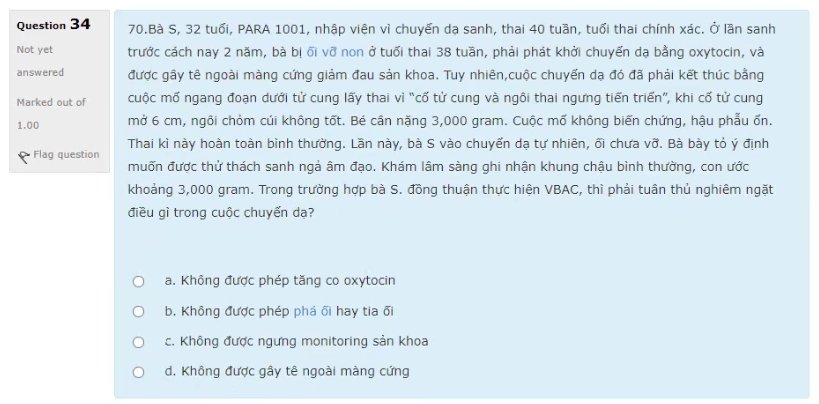 Question 34
Not yet
answered
Marked out of
1.00
Flag question
70.Bà S, 32 tuổi, PARA 1001, nhập viện vì chuyển dạ sanh, thai 40 tuần, tuổi thai chính xác. Ở lần sanh
trước cách nay 2 năm, bà bị ối vỡ non ở tuổi thai 38 tuần, phải phát khởi chuyển dạ bằng oxytocin, và
được gây tê ngoài màng cứng giảm đau sản khoa. Tuy nhiên,cuộc chuyển dạ đó đã phải kết thúc bằng
cuộc mổ ngang đoạn dưới tử cung lấy thai vì “cổ tử cung và ngôi thai ngưng tiến triển”, khi cổ tử cung
mở 6 cm, ngôi chỏm cúi không tốt. Bé cân nặng 3,000 gram. Cuộc mổ không biến chứng, hậu phẫu ổn.
Thai kì này hoàn toàn bình thường. Lần này, bà S vào chuyển dạ tự nhiên, ối chưa vỡ. Bà bày tỏ ý định
muốn được thử thách sanh ngả âm đạo. Khám lâm sàng ghi nhận khung chậu bình thường, con ước
khoảng 3,000 gram. Trong trường hợp bà S. đồng thuận thực hiện VBAC, thì phải tuân thủ nghiêm ngặt
điều gì trong cuộc chuyển dạ?
a. Không được phép tăng co oxytocin
b. Không được phép phá ối hay tia ối
c. Không được ngưng monitoring sản khoa
d. Không được gây tê ngoài màng cứng